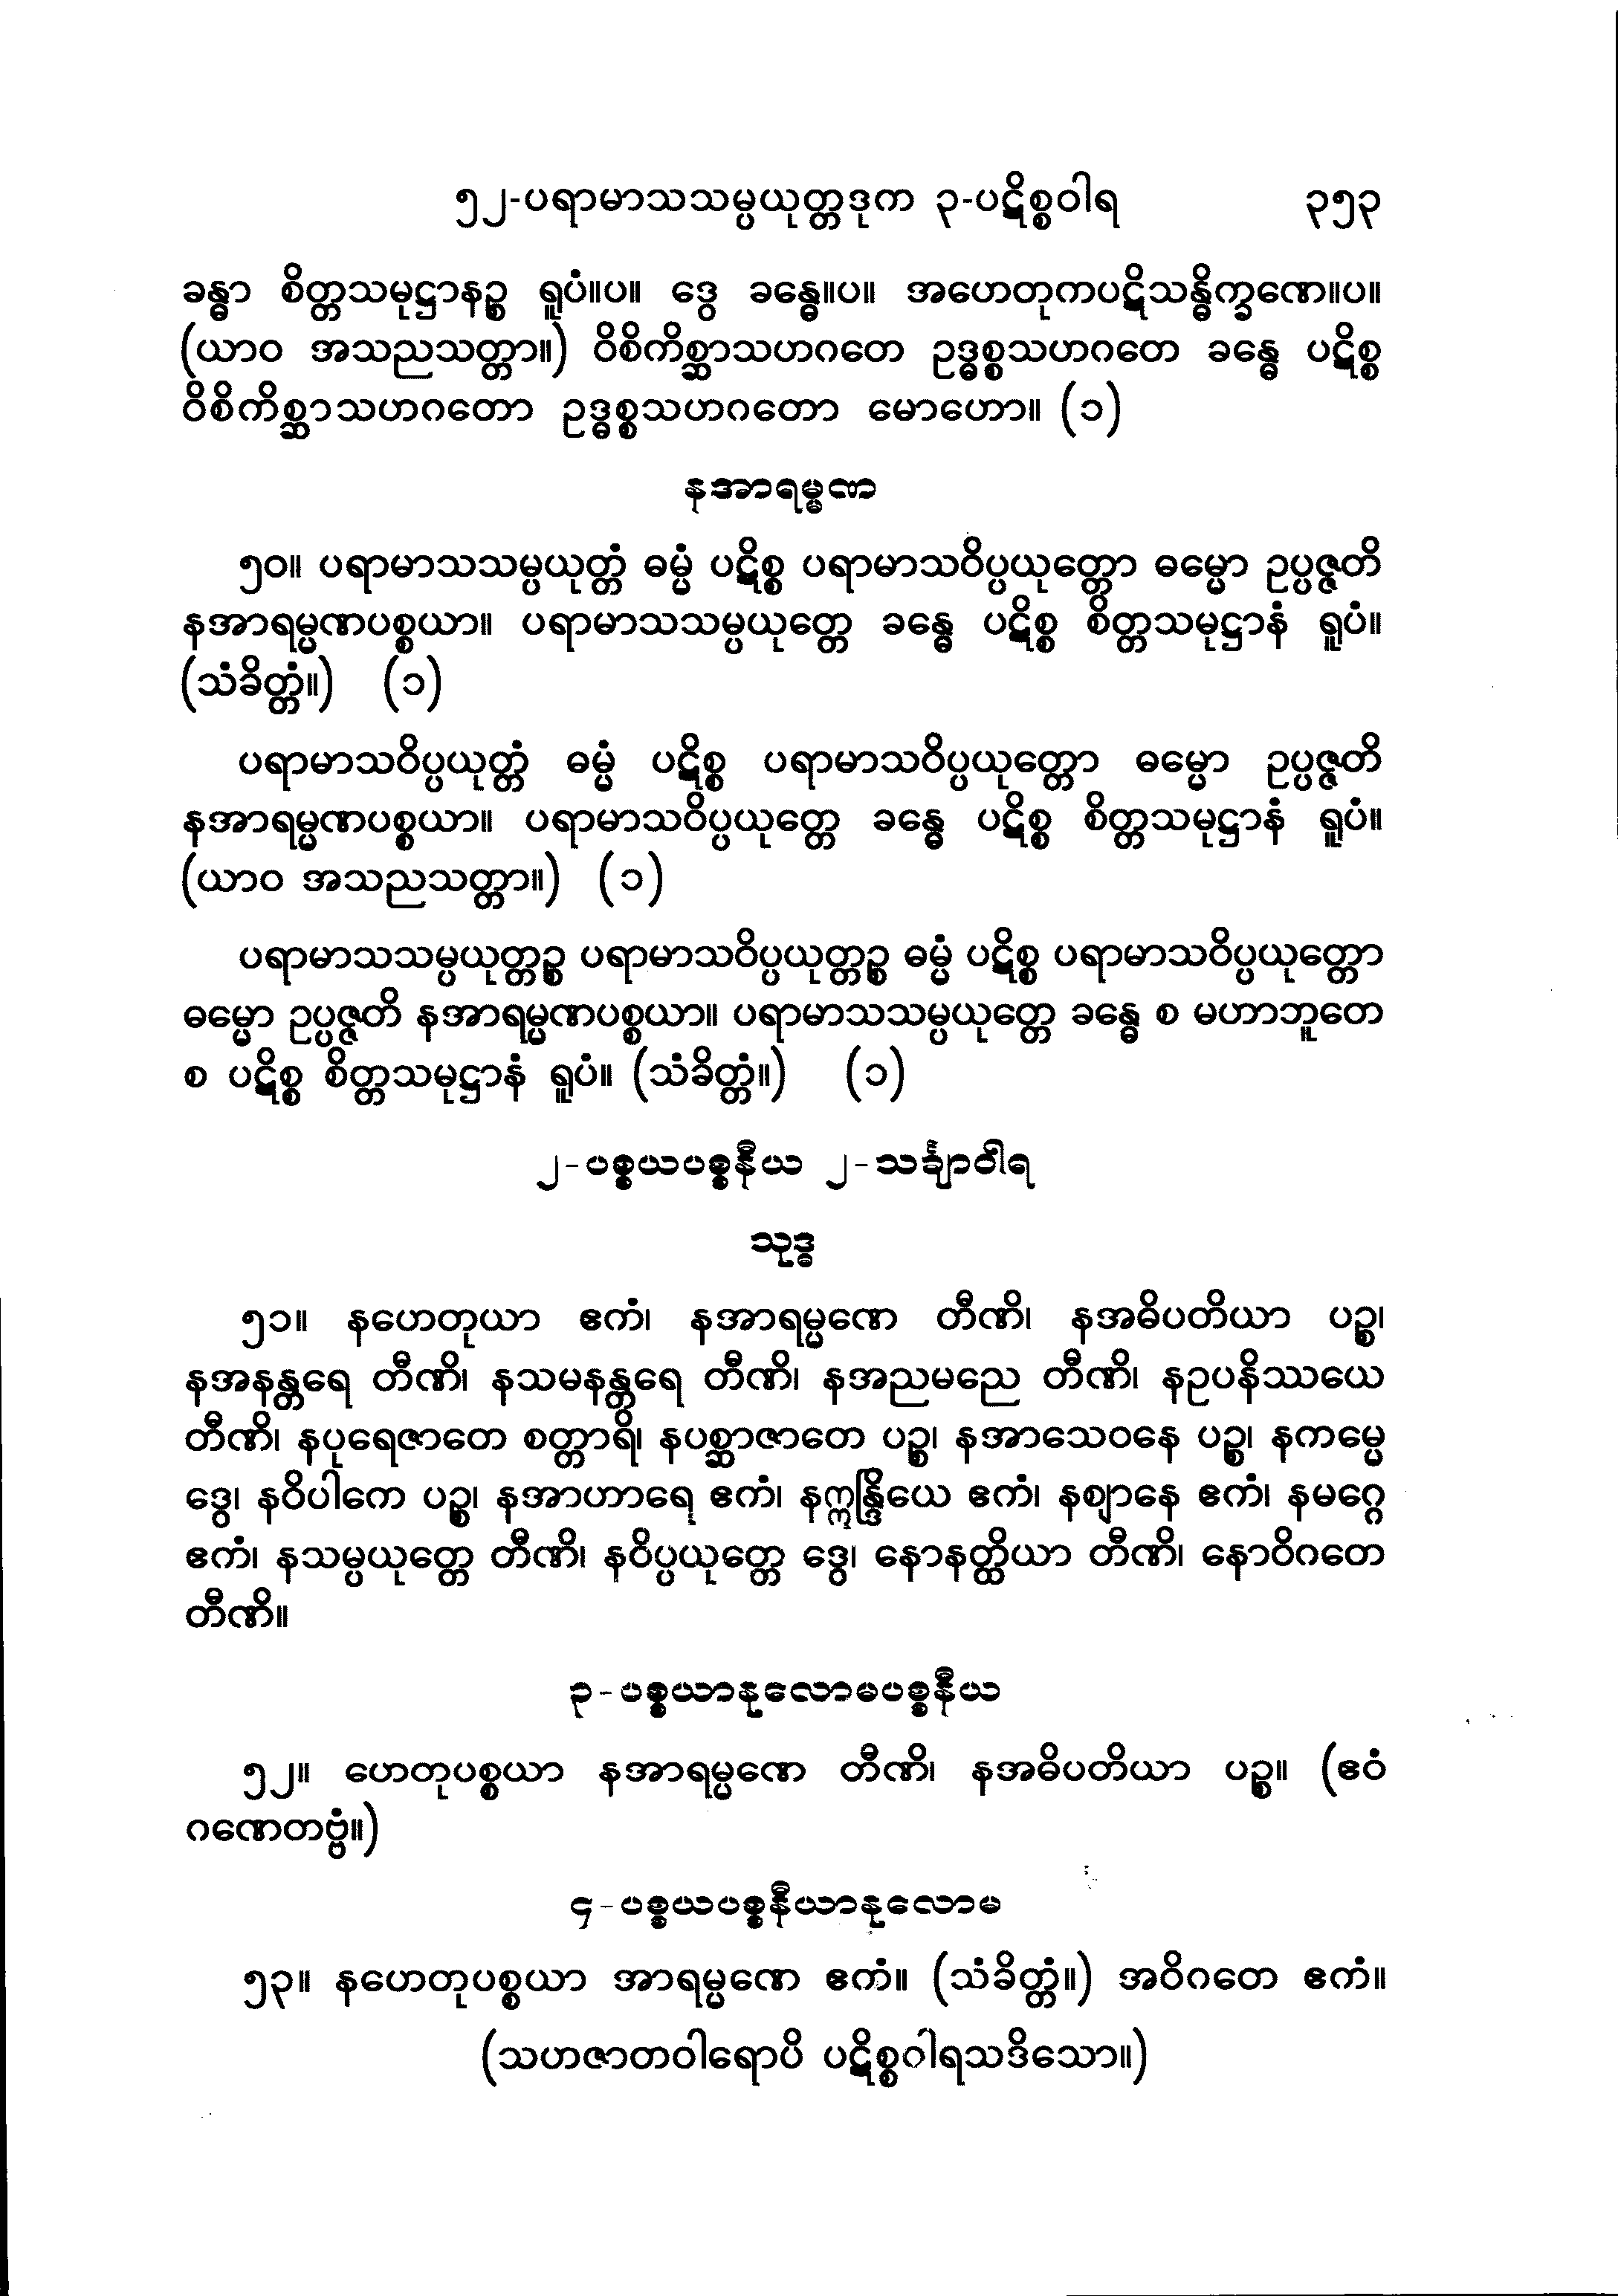 ၅၂-ပရာမာသသမ္ပယုတ္တဒုက ၃-ပဋိစ္စဝါရ ၃၅၃
ခန္ဓာ စိတ္တသမုဋ္ဌာနဉ္စ ရူပံ။ပ။ ဒွေ ခန္ဓေ။ပ။ အဟေတုကပဋိသန္ဓိက္ခဏေ။ပ။
(ယာဝ အသညသတ္တာ။) ဝိစိကိစ္ဆာသဟဂတေ ဥဒ္ဓစ္စသဟဂတေ ခန္ဓေ ပဋိစ္စ
ဝိစိကိစ္ဆာသဟဂတော ဥဒ္ဓစ္စသဟဂတော မောဟော။ (၁)
နအာရမ္မဏ
၅၀။ ပရာမာသသမ္ပယုတ္တံ ဓမ္မံ ပဋိစ္စ ပရာမာသဝိပ္ပယုတ္တော ဓမ္မော ဥပ္ပဇ္ဇတိ
နအာရမ္မဏပစ္စယာ။ ပရာမာသသမ္ပယုတ္တေ ခန္ဓေ ပဋိစ္စ စိတ္တသမုဋ္ဌာနံ ရူပံ။
(သံခိတ္တံ။) (၁)
ပရာမာသဝိပ္ပယုတ္တံ ဓမ္မံ ပဋိစ္စ ပရာမာသဝိပ္ပယုတ္တော ဓမ္မော ဥပ္ပဇ္ဇတိ
နအာရမ္မဏပစ္စယာ။ ပရာမာသဝိပ္ပယုတ္တေ ခန္ဓေ ပဋိစ္စ စိတ္တသမုဋ္ဌာနံ ရူပံ။
(ယာဝ အသညသတ္တာ။) (၁)
ပရာမာသသမ္ပယုတ္တဉ္စ ပရာမာသဝိပ္ပယုတ္တဉ္စ ဓမ္မံ ပဋိစ္စ ပရာမာသဝိပ္ပယုတ္တော
ဓမ္မော ဥပ္ပဇ္ဇတိ နအာရမ္မဏပစ္စယာ။ ပရာမာသသမ္ပယုတ္တေ ခန္ဓေ စ မဟာဘူတေ
စ ပဋိစ္စ စိတ္တသမုဋ္ဌာနံ ရူပံ။ (သံခိတ္တံ။) (၁)
၂-ပစ္စယပစ္စနီယ ၂-သင်္ချာဝါရ
သုဒ္ဓ
၅၁။ နဟေတုယာ ဧကံ၊ နအာရမ္မဏေ တီဏိ၊ နအဓိပတိယာ ပဉ္စ၊
နအနန္တရေ တီဏိ၊ နသမနန္တရေ တီဏိ၊ နအညမညေ တီဏိ၊ နဥပနိဿယေ
တီဏိ၊ နပုရေဇာတေ စတ္တာရိ၊ နပစ္ဆာဇာတေ ပဉ္စ၊ နအာသေဝနေ ပဉ္စ၊ နကမ္မေ
ဒွေ၊ နဝိပါကေ ပဉ္စ၊ နအာဟာရေ ဧကံ၊ နဣန္ဒြိယေ ဧကံ၊ နဈာနေ ဧကံ၊ နမဂ္ဂေ
ဧကံ၊ နသမ္ပယုတ္တေ တီဏိ၊ နဝိပ္ပယုတ္တေ ဒွေ၊ နောနတ္ထိယာ တီဏိ၊ နောဝိဂတေ
တီဏိ။
၃-ပစ္စယာနုလောမပစ္စနီယ
၅၂။ ဟေတုပစ္စယာ နအာရမ္မဏေ တီဏိ၊ နအဓိပတိယာ ပဉ္စ။ (ဧဝံ
ဂဏေတဗ္ဗံ။)
၄-ပစ္စယပစ္စနီယာနုလောမ
၅၃။ နဟေတုပစ္စယာ အာရမ္မဏေ ဧကံ။ (သံခိတ္တံ။) အဝိဂတေ ဧကံ။
(သဟဇာတဝါရောပိ ပဋိစ္စဝါရသဒိသော။)